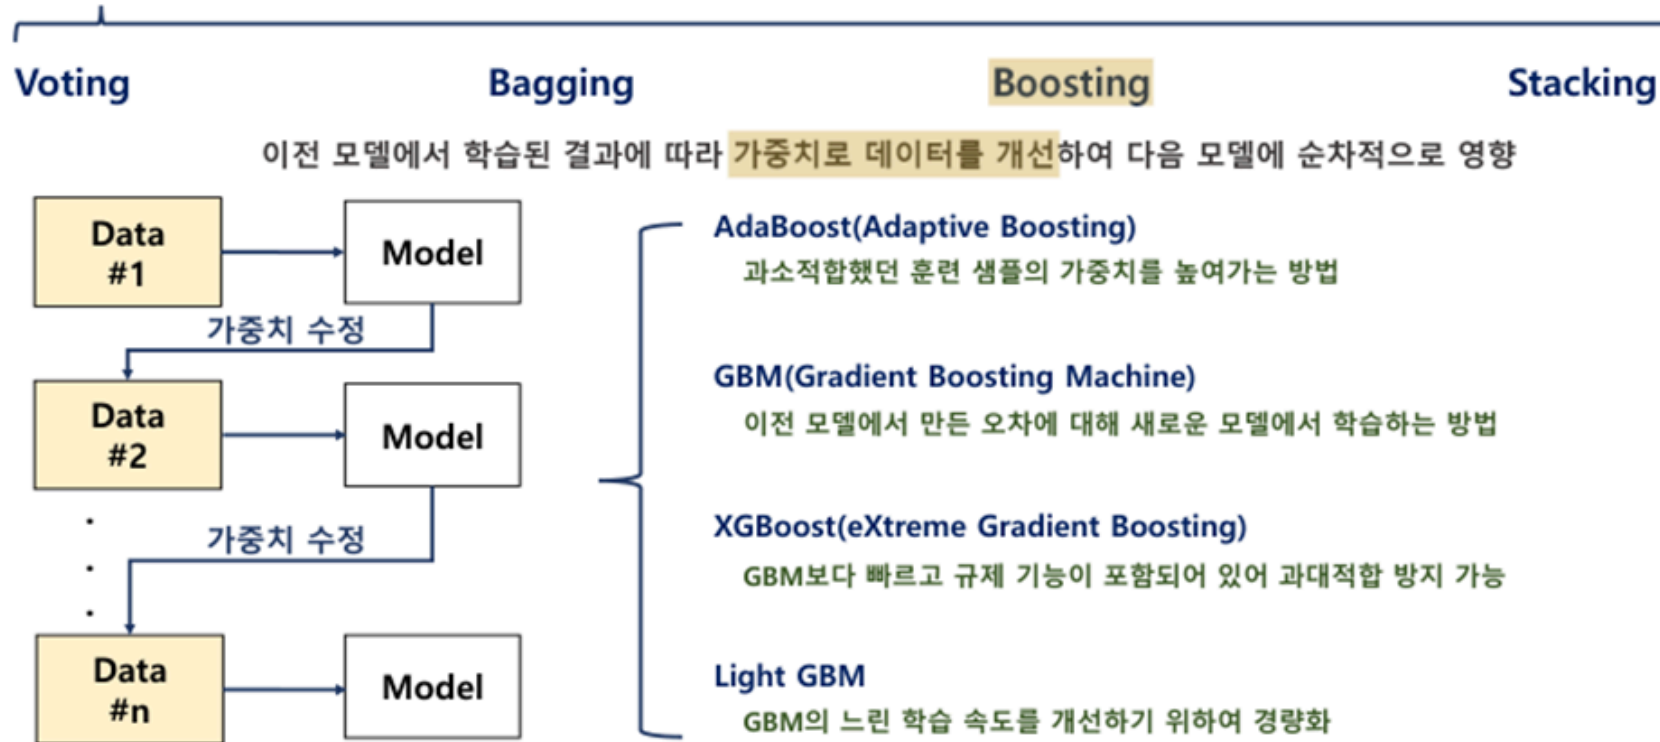 Voting
Bagging
Boosting
Stacking
이전 모델에서 학습된 결과에 따라 가중치로 데이터를 개선하여 다음 모델에 순차적으로 영향
Data
#1
Model
가중치 수정
Data
#2
Model
가중치 수정
Data
#n
Model
AdaBoost(Adaptive Boosting)
과소적합했던 훈련 샘플의 가중치를 높여가는 방법
GBM(Gradient Boosting Machine)
이전 모델에서 만든 오차에 대해 새로운 모델에서 학습하는 방법
XGBoost(eXtreme Gradient Boosting)
GBM보다 빠르고 규제 기능이 포함되어 있어 과대적합 방지 가능
Light GBM
GBM의 느린 학습 속도를 개선하기 위하여 경량화